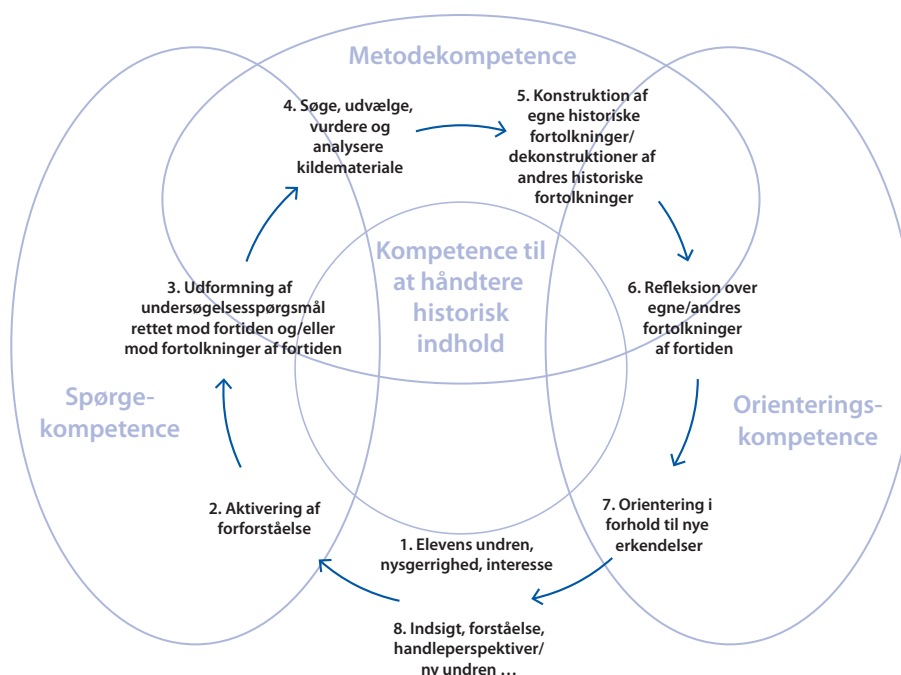 Metodekompetence
4. Søge, udvælge,
vurdere og
analysere
kildemateriale
5. Konstruktion af
egne historiske
fortolkninger/
dekonstruktioner af
andres historiske
fortolkninger
Kompetence til
at håndtere
historisk
indhold
3. Udformning af
undersøgelsesspørgsmål
rettet mod fortiden og/eller
mod fortolkninger af fortiden
6. Refleksion over
egne/andres
fortolkninger
af fortiden
Spørge-
kompetence
Orienterings-
kompetence
2. Aktivering af
forforståelse
7. Orientering i
forhold til nye
erkendelser
1. Elevens undren,
nysgerrighed, interesse
8. Indsigt, forståelse,
handleperspektiver/
ny undren …